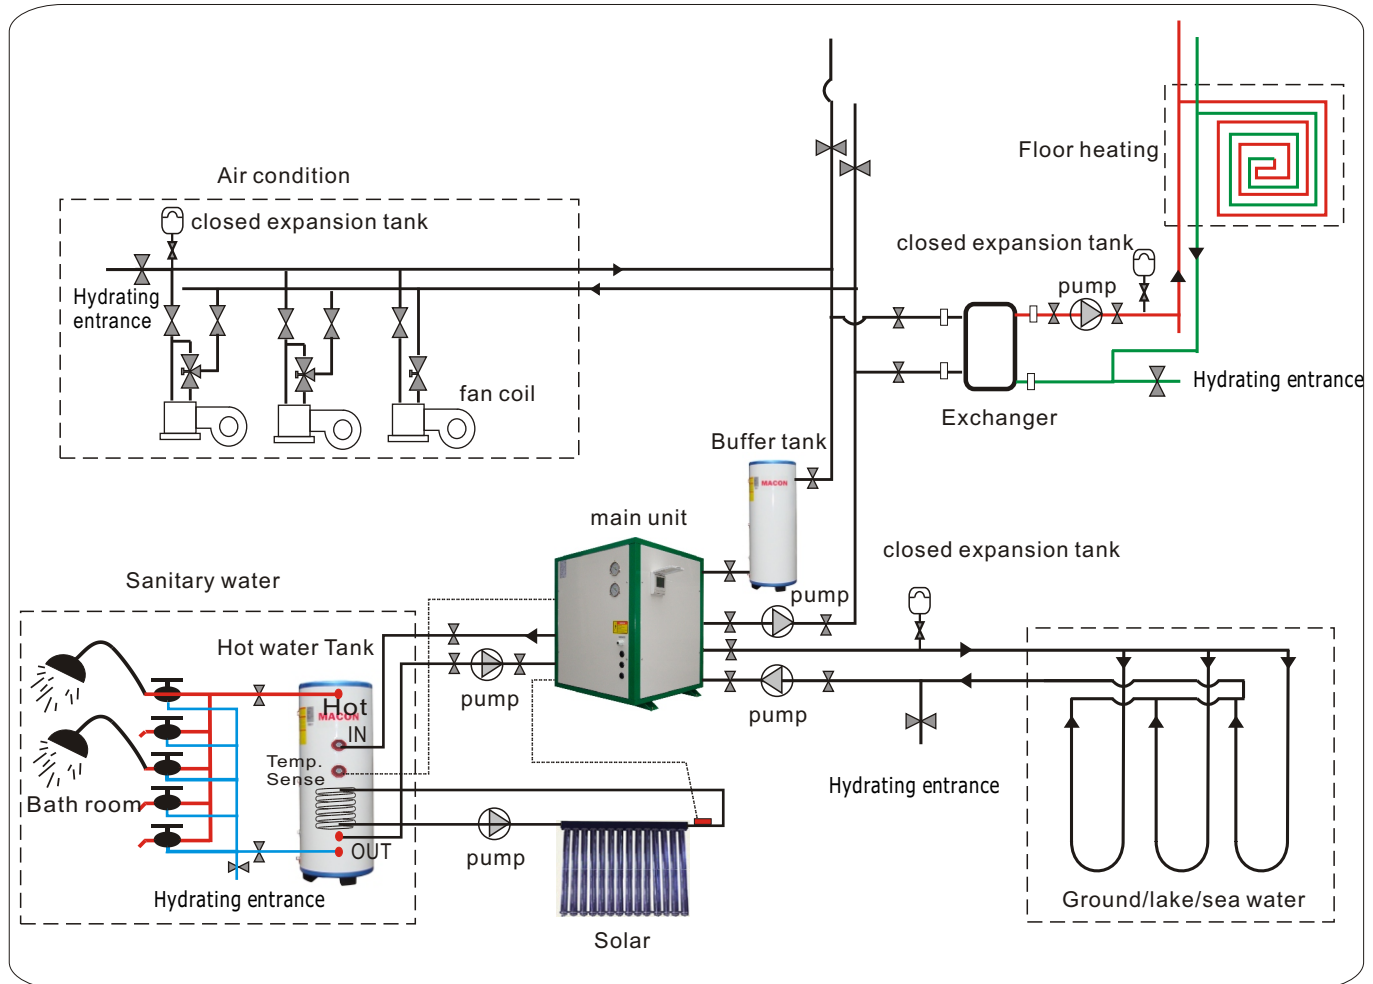 Floor heating
Air condition
closed expansion tank
closed expansion tank
Hydrating
entrance
pump
Hydrating entrance
fan coil
Exchanger
Buffer tank
MACON
main unit
closed expansion tank
Sanitary water
pump
Hot water Tank
pump
Hot
MACON
IN
pump
Temp.
Sense
Hydrating entrance
Bath room
OUT
pump
Hydrating entrance
Ground/lake/sea water
Solar